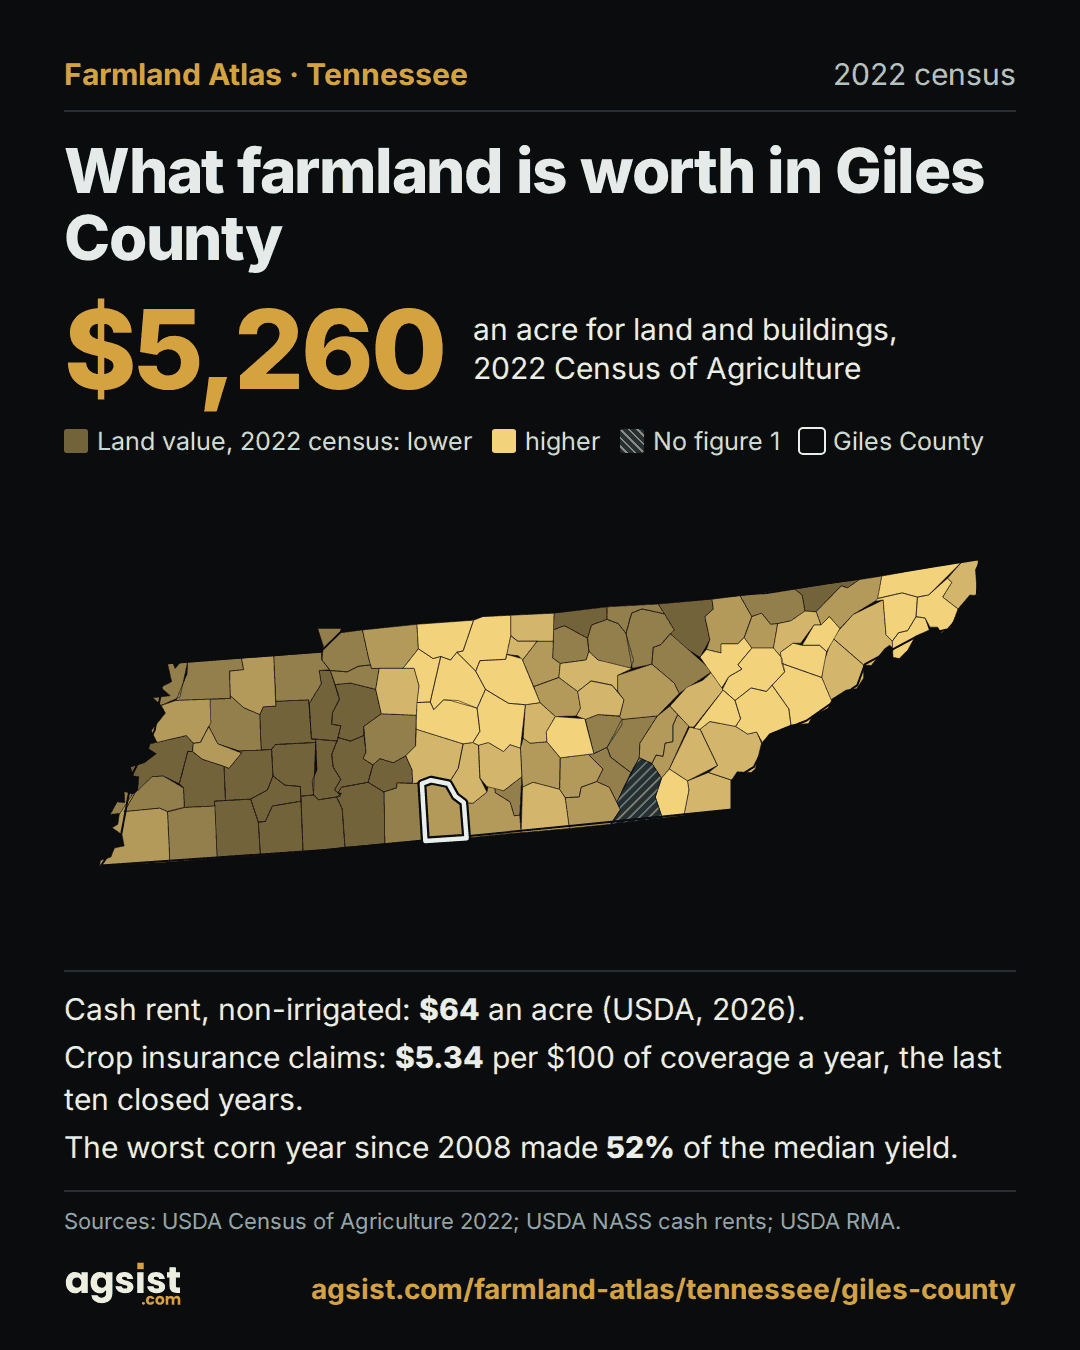 Farmland Atlas · Tennessee
2022 census
What farmland is worth in Giles
County
$5,260
an acre for land and buildings,
2022 Census of Agriculture
Land value, 2022 census: lower
higher
No figure 1
Giles County
Cash rent, non-irrigated: $64 an acre (USDA, 2026).
Crop insurance claims: $5.34 per $100 of coverage a year, the last
ten closed years.
The worst corn year since 2008 made 52% of the median yield.
Sources: USDA Census of Agriculture 2022; USDA NASS cash rents; USDA RMA.
agsist
.com
agsist.com/farmland-atlas/tennessee/giles-county